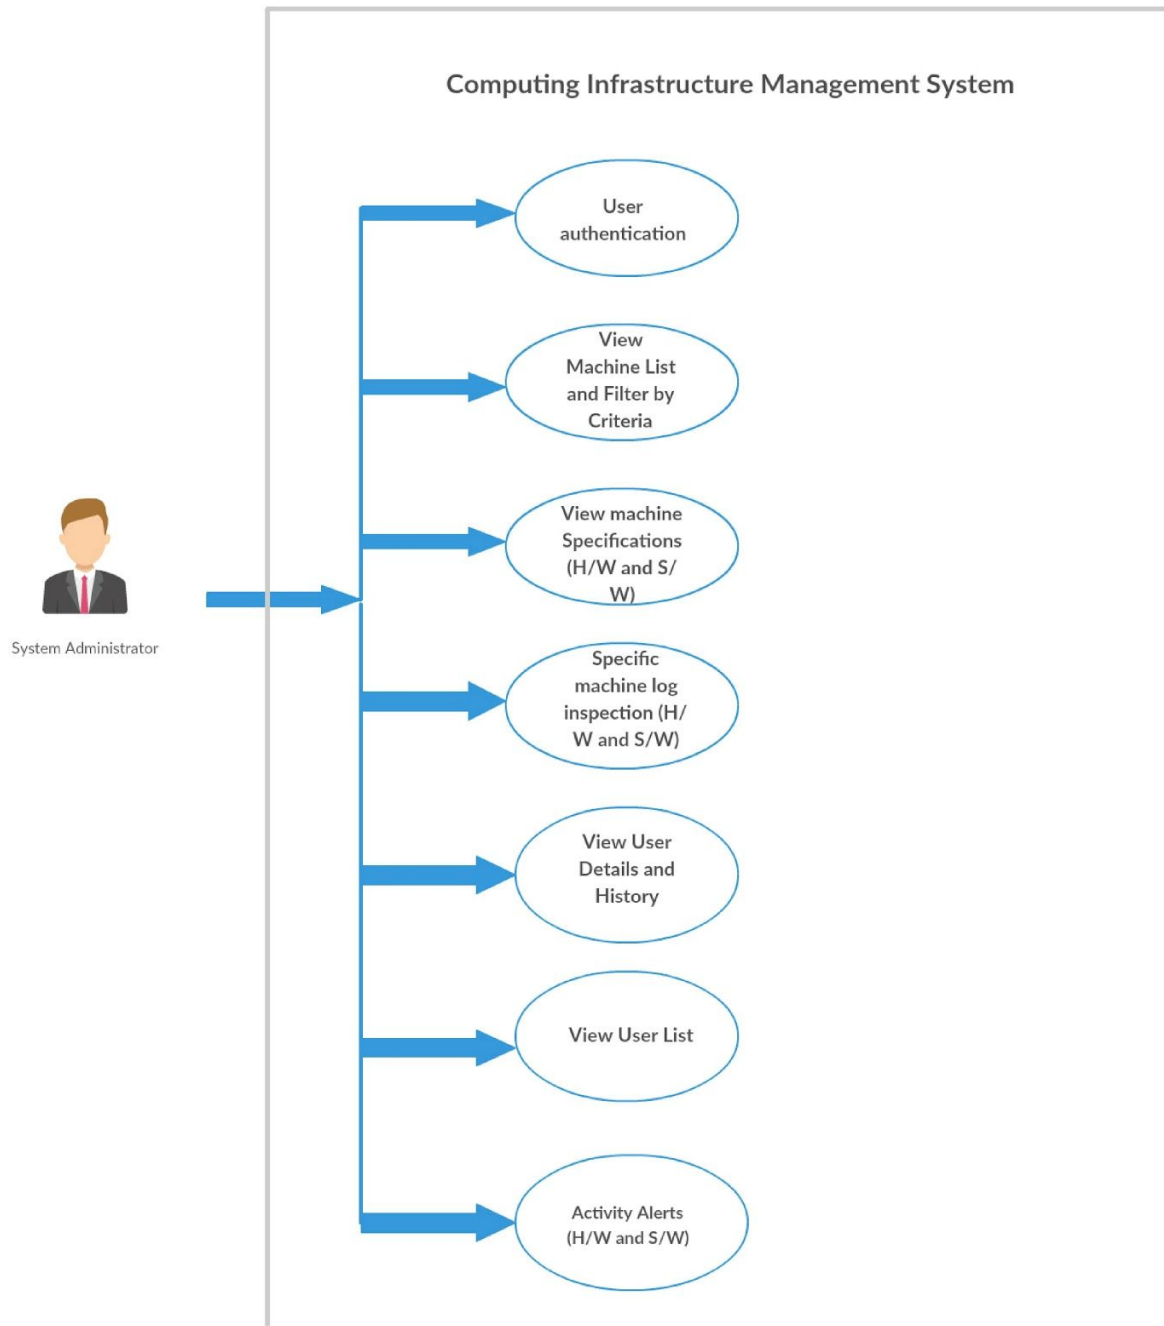 Computing Infrastructure Management System
User
authentication
View
Machine List
and Filter by
Criteria
View machine
Specifications
(H/W and S/
W)
System Administrator
Specific
machine log
inspection (H/
W and S/W)
View User
Details and
History
View User List
Activity Alerts
(H/W and S/W)